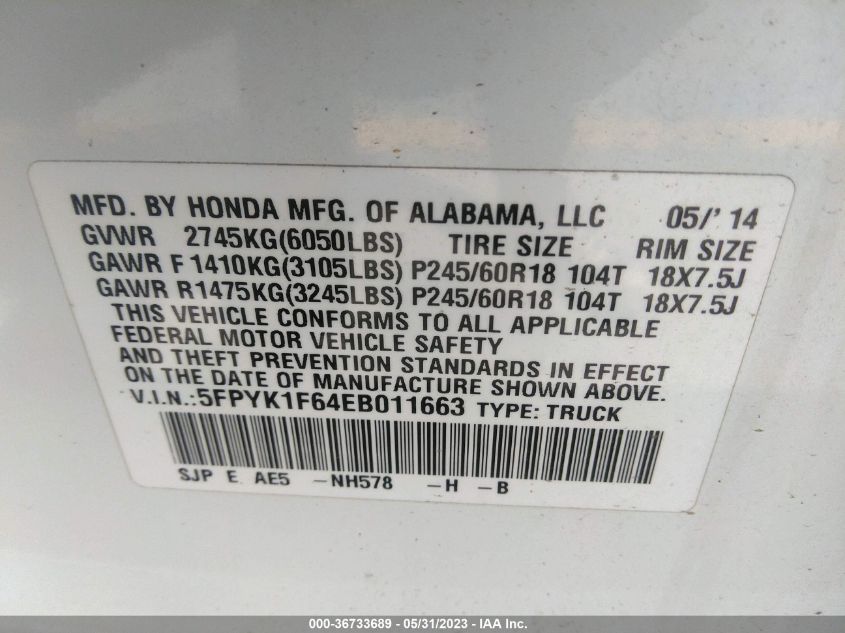 MFD. BY HONDA MFG. OF ALABAMA, LLC 05/' 14
GVWR 2745KG(6050LBS) TIRE SIZE RIM SIZE
GAWR F1410KG(3105LBS) P245/60R18 104T 18X7.5J
GAWR R1475KG(3245LBS) P245/60R18 104T 18X7.5J
THIS VEHICLE CONFORMS TO ALL APPLICABLE
FEDERAL MOTOR VEHICLE SAFETY
AND THEFT PREVENTION STANDARDS IN EFFECT
ON THE DATE OF MANUFACTURE SHOWN ABOVE.
V.I.N.:5FPYK1F64EB011663 TYPE: TRUCK
SJP E AE5 -NH578 -H -B
000-36733689 - 05/31/2023 - IAA Inc.